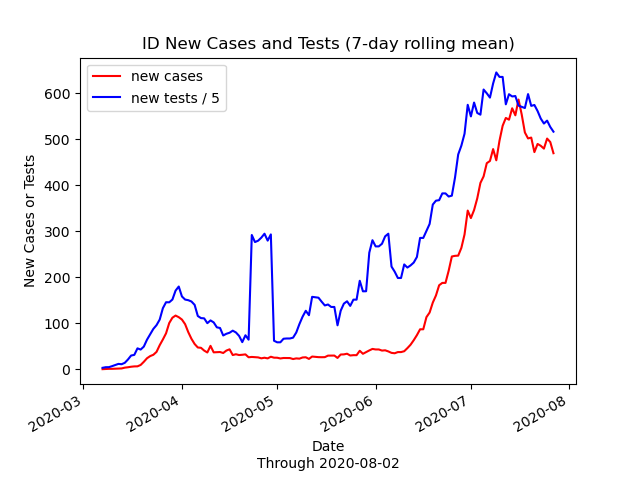 ID New Cases and Tests (7-day rolling mean)
new cases
new tests / 5
New Cases or Tests
600
500
400
300
200
100
0
2020-03
2020-04
2020-05
2020-06
2020-07
2020-08
Date
Through 2020-08-02